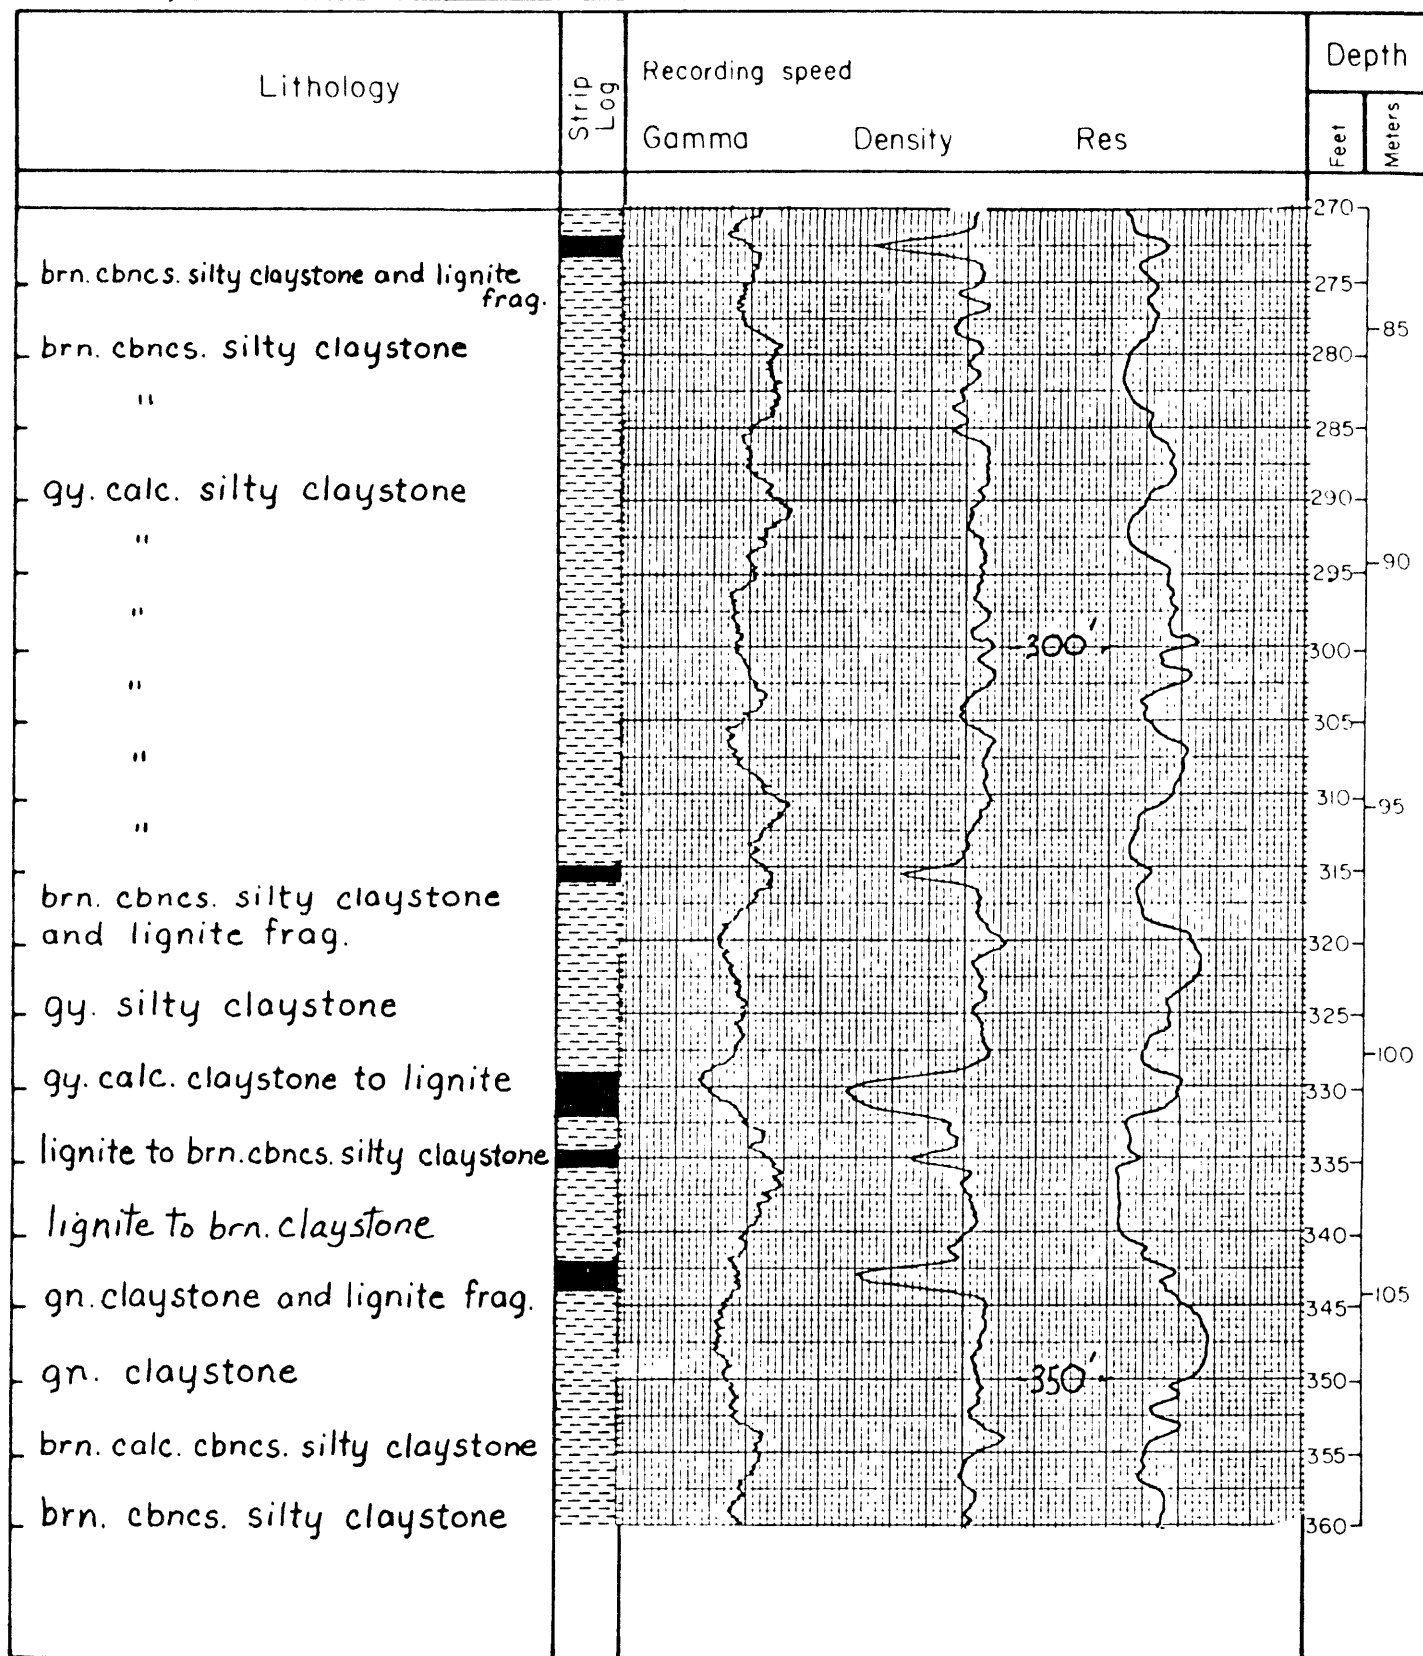 Lithology
Strip
Log
Recording speed
Gamma Density Res
Depth
Feet
Meters
brn. cbncs. silty claystone and lignite
frag.
brn. cbncs. silty claystone
"
gy. calc. silty claystone
"
"
"
"
"
brn. cbncs. silty claystone
and lignite frag.
gy. silty claystone
gy. calc. claystone to lignite
lignite to brn. cbncs. silty claystone
lignite to brn. claystone
gn. claystone and lignite frag.
gn. claystone
brn. calc. cbncs. silty claystone
brn. cbncs. silty claystone
300'
350'
270
275
280
285
290
295
300
305
310
315
320
325
330
335
340
345
350
355
360
85
90
95
100
105